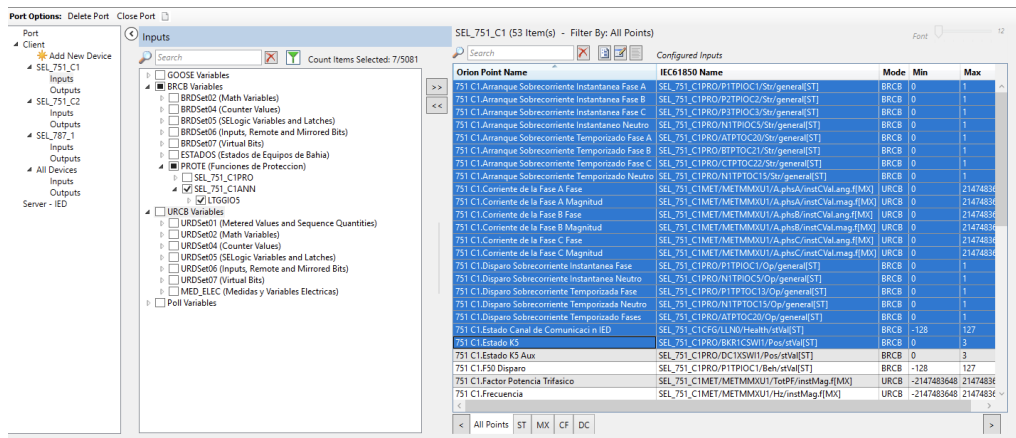 Port Options: Delete Port Close Port
Port
Client
Add New Device
SEL_751_C1
Inputs
Outputs
SEL_751_C2
Inputs
Outputs
SEL_787_1
Inputs
Outputs
All Devices
Inputs
Outputs
Server - IED
Inputs
Search
Count Items Selected: 7/5081
GOOSE Variables
BRCB Variables
BRDSet02 (Math Variables)
BRDSet04 (Counter Values)
BRDSet05 (SELogic Variables and Latches)
BRDSet06 (Inputs, Remote and Mirrored Bits)
BRDSet07 (Virtual Bits)
ESTADOS (Estados de Equipos de Bahia)
PROTE (Funciones de Proteccion)
SEL_751_C1PRO
SEL_751_C1ANN
LTGGIO5
URCB Variables
URDSet01 (Metered Values and Sequence Quantities)
URDSet02 (Math Variables)
URDSet04 (Counter Values)
URDSet05 (SELogic Variables and Latches)
URDSet06 (Inputs, Remote and Mirrored Bits)
URDSet07 (Virtual Bits)
MED_ELEC (Medidas y Variables Electricas)
Poll Variables
>>
<<
SEL_751_C1 (53 Item(s) - Filter By: All Points)
Font
12
Search
Configured Inputs
Orion Point Name IEC61850 Name Mode Min Max
751 C1.Arranque Sobrecorriente Instantanea Fase A SEL_751_C1PRO/P1TPIOC1/Str/general[ST] BRCB 0 1
751 C1.Arranque Sobrecorriente Instantanea Fase B SEL_751_C1PRO/P2TPIOC2/Str/general[ST] BRCB 0 1
751 C1.Arranque Sobrecorriente Instantanea Fase C SEL_751_C1PRO/P3TPIOC3/Str/general[ST] BRCB 0 1
751 C1.Arranque Sobrecorriente Instantaneo Neutro SEL_751_C1PRO/N1TPIOC5/Str/general[ST] BRCB 0 1
751 C1.Arranque Sobrecorriente Temporizado Fase A SEL_751_C1PRO/ATPTOC20/Str/general[ST] BRCB 0 1
751 C1.Arranque Sobrecorriente Temporizado Fase B SEL_751_C1PRO/BTPTOC21/Str/general[ST] BRCB 0 1
751 C1.Arranque Sobrecorriente Temporizado Fase C SEL_751_C1PRO/CTPTOC22/Str/general[ST] BRCB 0 1
751 C1.Arranque Sobrecorriente Temporizado Neutro SEL_751_C1PRO/N1TPTOC15/Str/general[ST] BRCB 0 1
751 C1.Corriente de la Fase A Fase SEL_751_C1MET/METMMXU1/A.phsA/instCVal.ang.f[MX] URCB 0 21474836
751 C1.Corriente de la Fase A Magnitud SEL_751_C1MET/METMMXU1/A.phsA/instCVal.mag.f[MX] URCB 0 21474836
751 C1.Corriente de la Fase B Fase SEL_751_C1MET/METMMXU1/A.phsB/instCVal.ang.f[MX] URCB 0 21474836
751 C1.Corriente de la Fase B Magnitud SEL_751_C1MET/METMMXU1/A.phsB/instCVal.mag.f[MX] URCB 0 21474836
751 C1.Corriente de la Fase C Fase SEL_751_C1MET/METMMXU1/A.phsC/instCVal.ang.f[MX] URCB 0 21474836
751 C1.Corriente de la Fase C Magnitud SEL_751_C1MET/METMMXU1/A.phsC/instCVal.mag.f[MX] URCB 0 21474836
751 C1.Disparo Sobrecorriente Instantanea Fase SEL_751_C1PRO/P1TPIOC1/Op/general[ST] BRCB 0 1
751 C1.Disparo Sobrecorriente Instantanea Neutro SEL_751_C1PRO/N1TPIOC5/Op/general[ST] BRCB 0 1
751 C1.Disparo Sobrecorriente Temporizada Fase SEL_751_C1PRO/P1TPTOC13/Op/general[ST] BRCB 0 1
751 C1.Disparo Sobrecorriente Temporizada Neutro SEL_751_C1PRO/N1TPTOC15/Op/general[ST] BRCB 0 1
751 C1.Disparo Sobrecorriente Temporizado Fases SEL_751_C1PRO/ATPTOC20/Op/general[ST] BRCB 0 1
751 C1.Estado Canal de Comunicaci n IED SEL_751_C1CFG/LLN0/Health/stVal[ST] BRCB -128 127
751 C1.Estado K5 SEL_751_C1PRO/BKR1CSWI1/Pos/stVal[ST] BRCB 0 3
751 C1.Estado K5 Aux SEL_751_C1PRO/DC1XSWI1/Pos/stVal[ST] BRCB 0 3
751 C1.F50 Disparo SEL_751_C1PRO/P1TPIOC1/Beh/stVal[ST] BRCB -128 127
751 C1.Factor Potencia Trifasico SEL_751_C1MET/METMMXU1/TotPF/instMag.f[MX] URCB -2147483648 21474836
751 C1.Frecuencia SEL_751_C1MET/METMMXU1/Hz/instMag.f[MX] URCB -2147483648 21474836
< All Points ST MX CF DC >